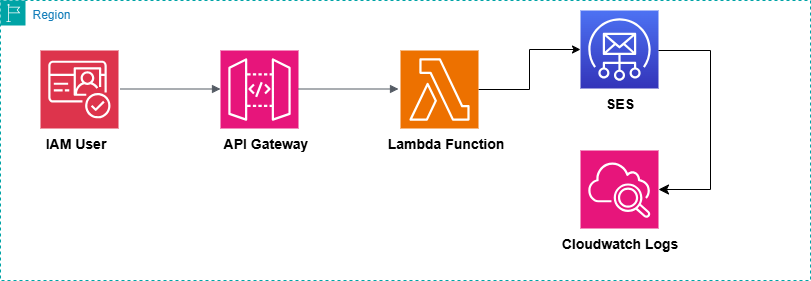 Region
IAM User
API Gateway
</>
Lambda Function
SES
Cloudwatch Logs